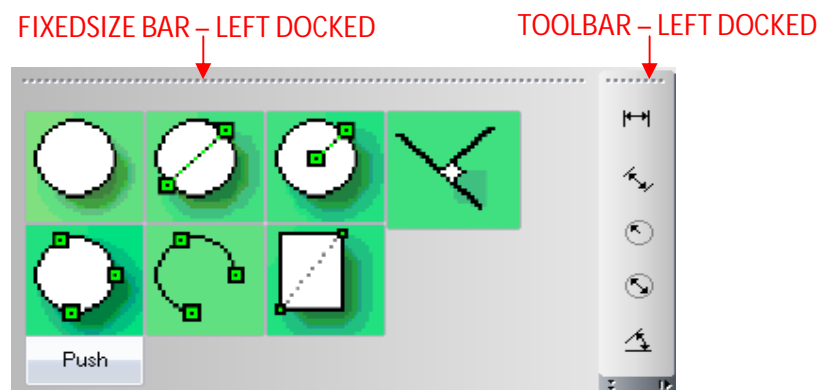 FIXEDSIZE BAR – LEFT DOCKED
TOOLBAR – LEFT DOCKED
Push